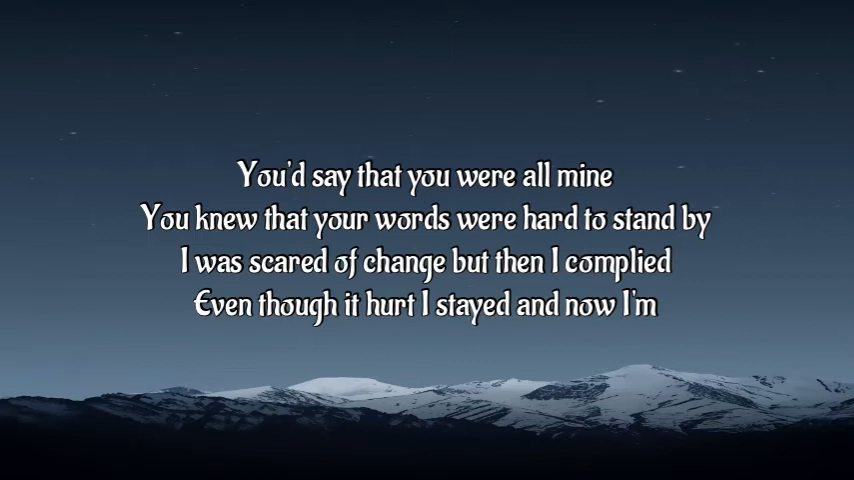 You'd say that you were all mine
You knew that your words were hard to stand by
I was scared of change but then I complied
Even though it hurt I stayed and now I'm